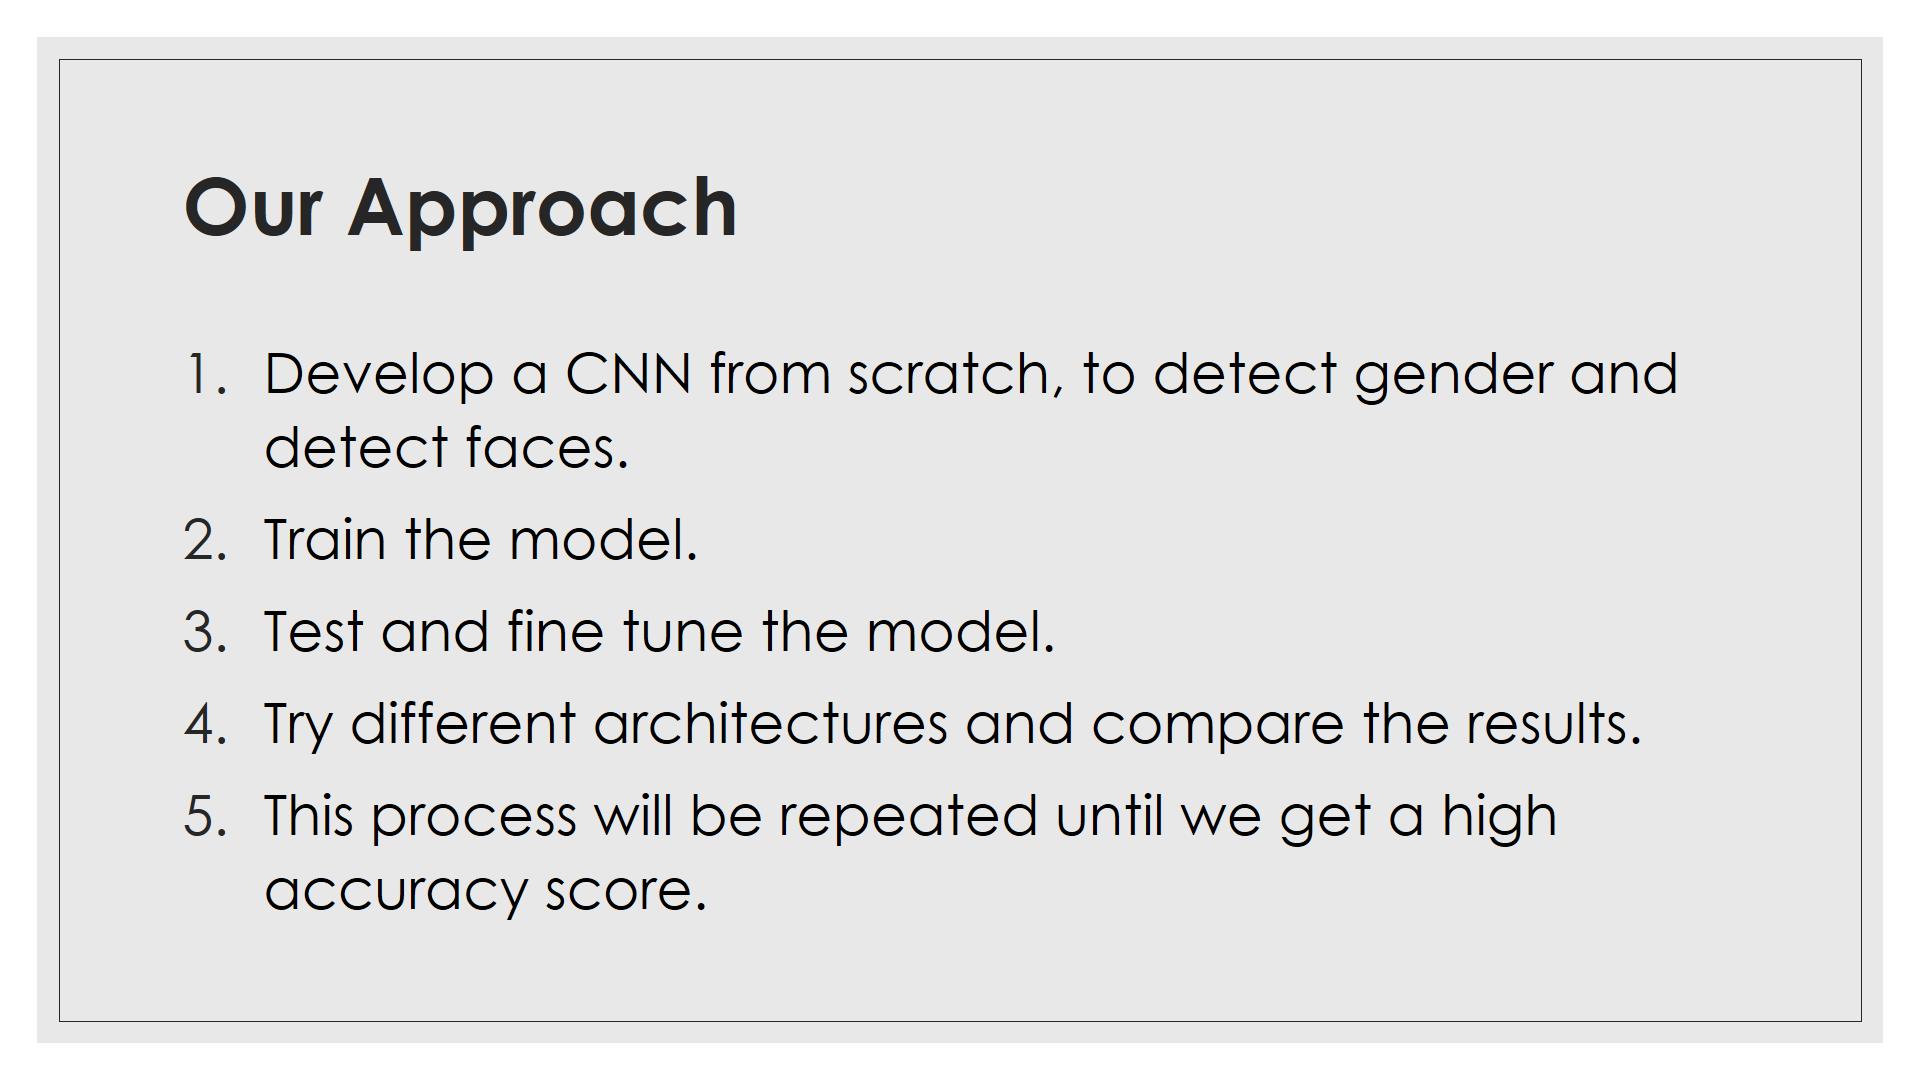 Our Approach
1. Develop a CNN from scratch, to detect gender and
detect faces.
2. Train the model.
3. Test and fine tune the model.
4. Try different architectures and compare the results.
5. This process will be repeated until we get a high
accuracy score.